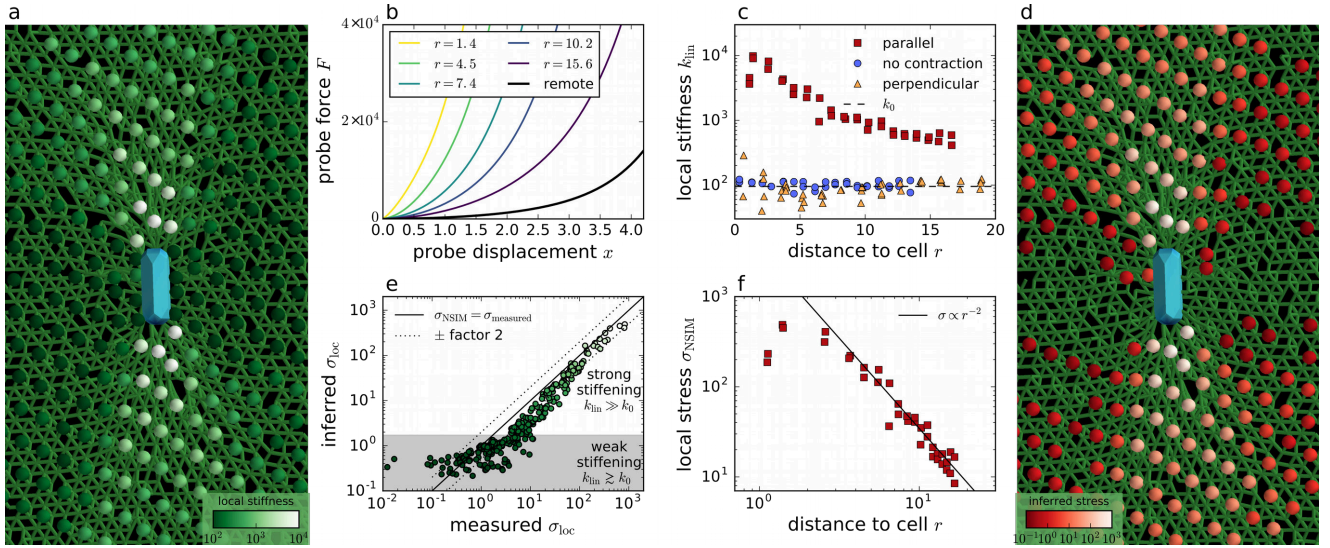 a
local stiffness
10² 10³ 10⁴
b
4×10⁴
2×10⁴
0
probe force F
r = 1.4
r = 4.5
r = 7.4
r = 10.2
r = 15.6
remote
0.0 0.5 1.0 1.5 2.0 2.5 3.0 3.5 4.0
probe displacement x
c
10⁴
10³
10²
local stiffness k_lin
parallel
no contraction
perpendicular
k₀
0 5 10 15 20
distance to cell r
d
inferred stress
10⁻¹ 10⁰ 10¹ 10² 10³
e
10³
10²
10¹
10⁰
10⁻¹
inferred σ_loc
σ_NSIM = σ_measured
± factor 2
strong
stiffening
k_lin ≫ k₀
weak
stiffening
k_lin ≳ k₀
10⁻² 10⁻¹ 10⁰ 10¹ 10² 10³
measured σ_loc
f
10³
10²
10¹
local stress σ_NSIM
σ ∝ r⁻²
10⁰ 10¹
distance to cell r